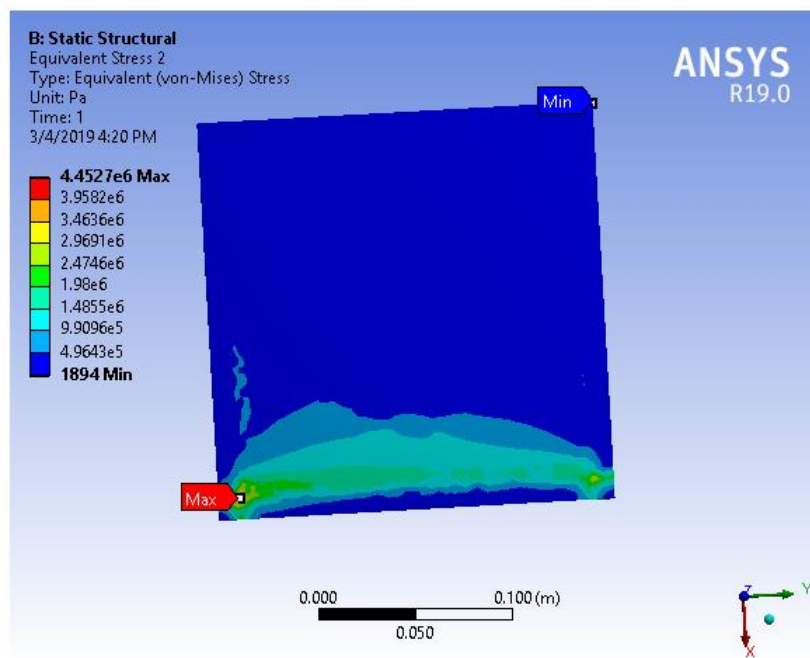 B: Static Structural
Equivalent Stress 2
Type: Equivalent (von-Mises) Stress
Unit: Pa
Time: 1
3/4/2019 4:20 PM
ANSYS
R19.0
4.4527e6 Max
3.9582e6
3.4636e6
2.9691e6
2.4746e6
1.98e6
1.4855e6
9.9096e5
4.9643e5
1894 Min
Min
Max
0.000
0.100 (m)
0.050
Z
Y
X